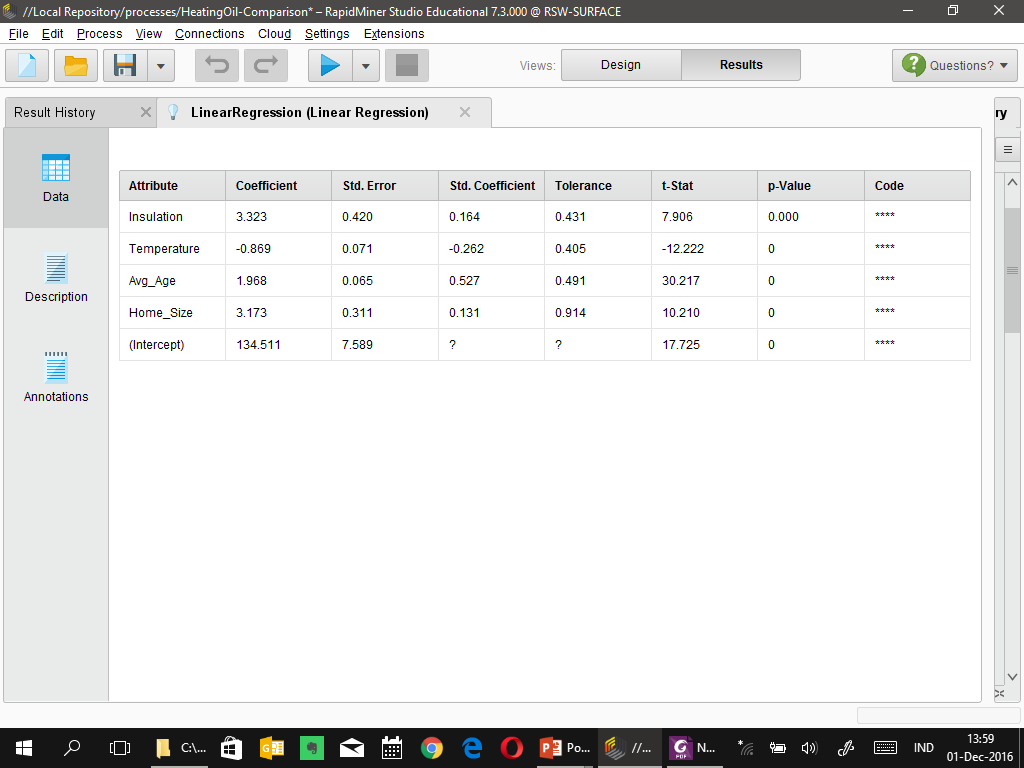 //Local Repository/processes/HeatingOil-Comparison* – RapidMiner Studio Educational 7.3.000 @ RSW-SURFACE
File Edit Process View Connections Cloud Settings Extensions
Views: Design Results Questions?
Result History LinearRegression (Linear Regression) ry
Data
Description
Annotations
Attribute Coefficient Std. Error Std. Coefficient Tolerance t-Stat p-Value Code
Insulation 3.323 0.420 0.164 0.431 7.906 0.000 ****
Temperature -0.869 0.071 -0.262 0.405 -12.222 0 ****
Avg_Age 1.968 0.065 0.527 0.491 30.217 0 ****
Home_Size 3.173 0.311 0.131 0.914 10.210 0 ****
(Intercept) 134.511 7.589 ? ? 17.725 0 ****
C:\... Po... //... N... IND 13:59
01-Dec-2016